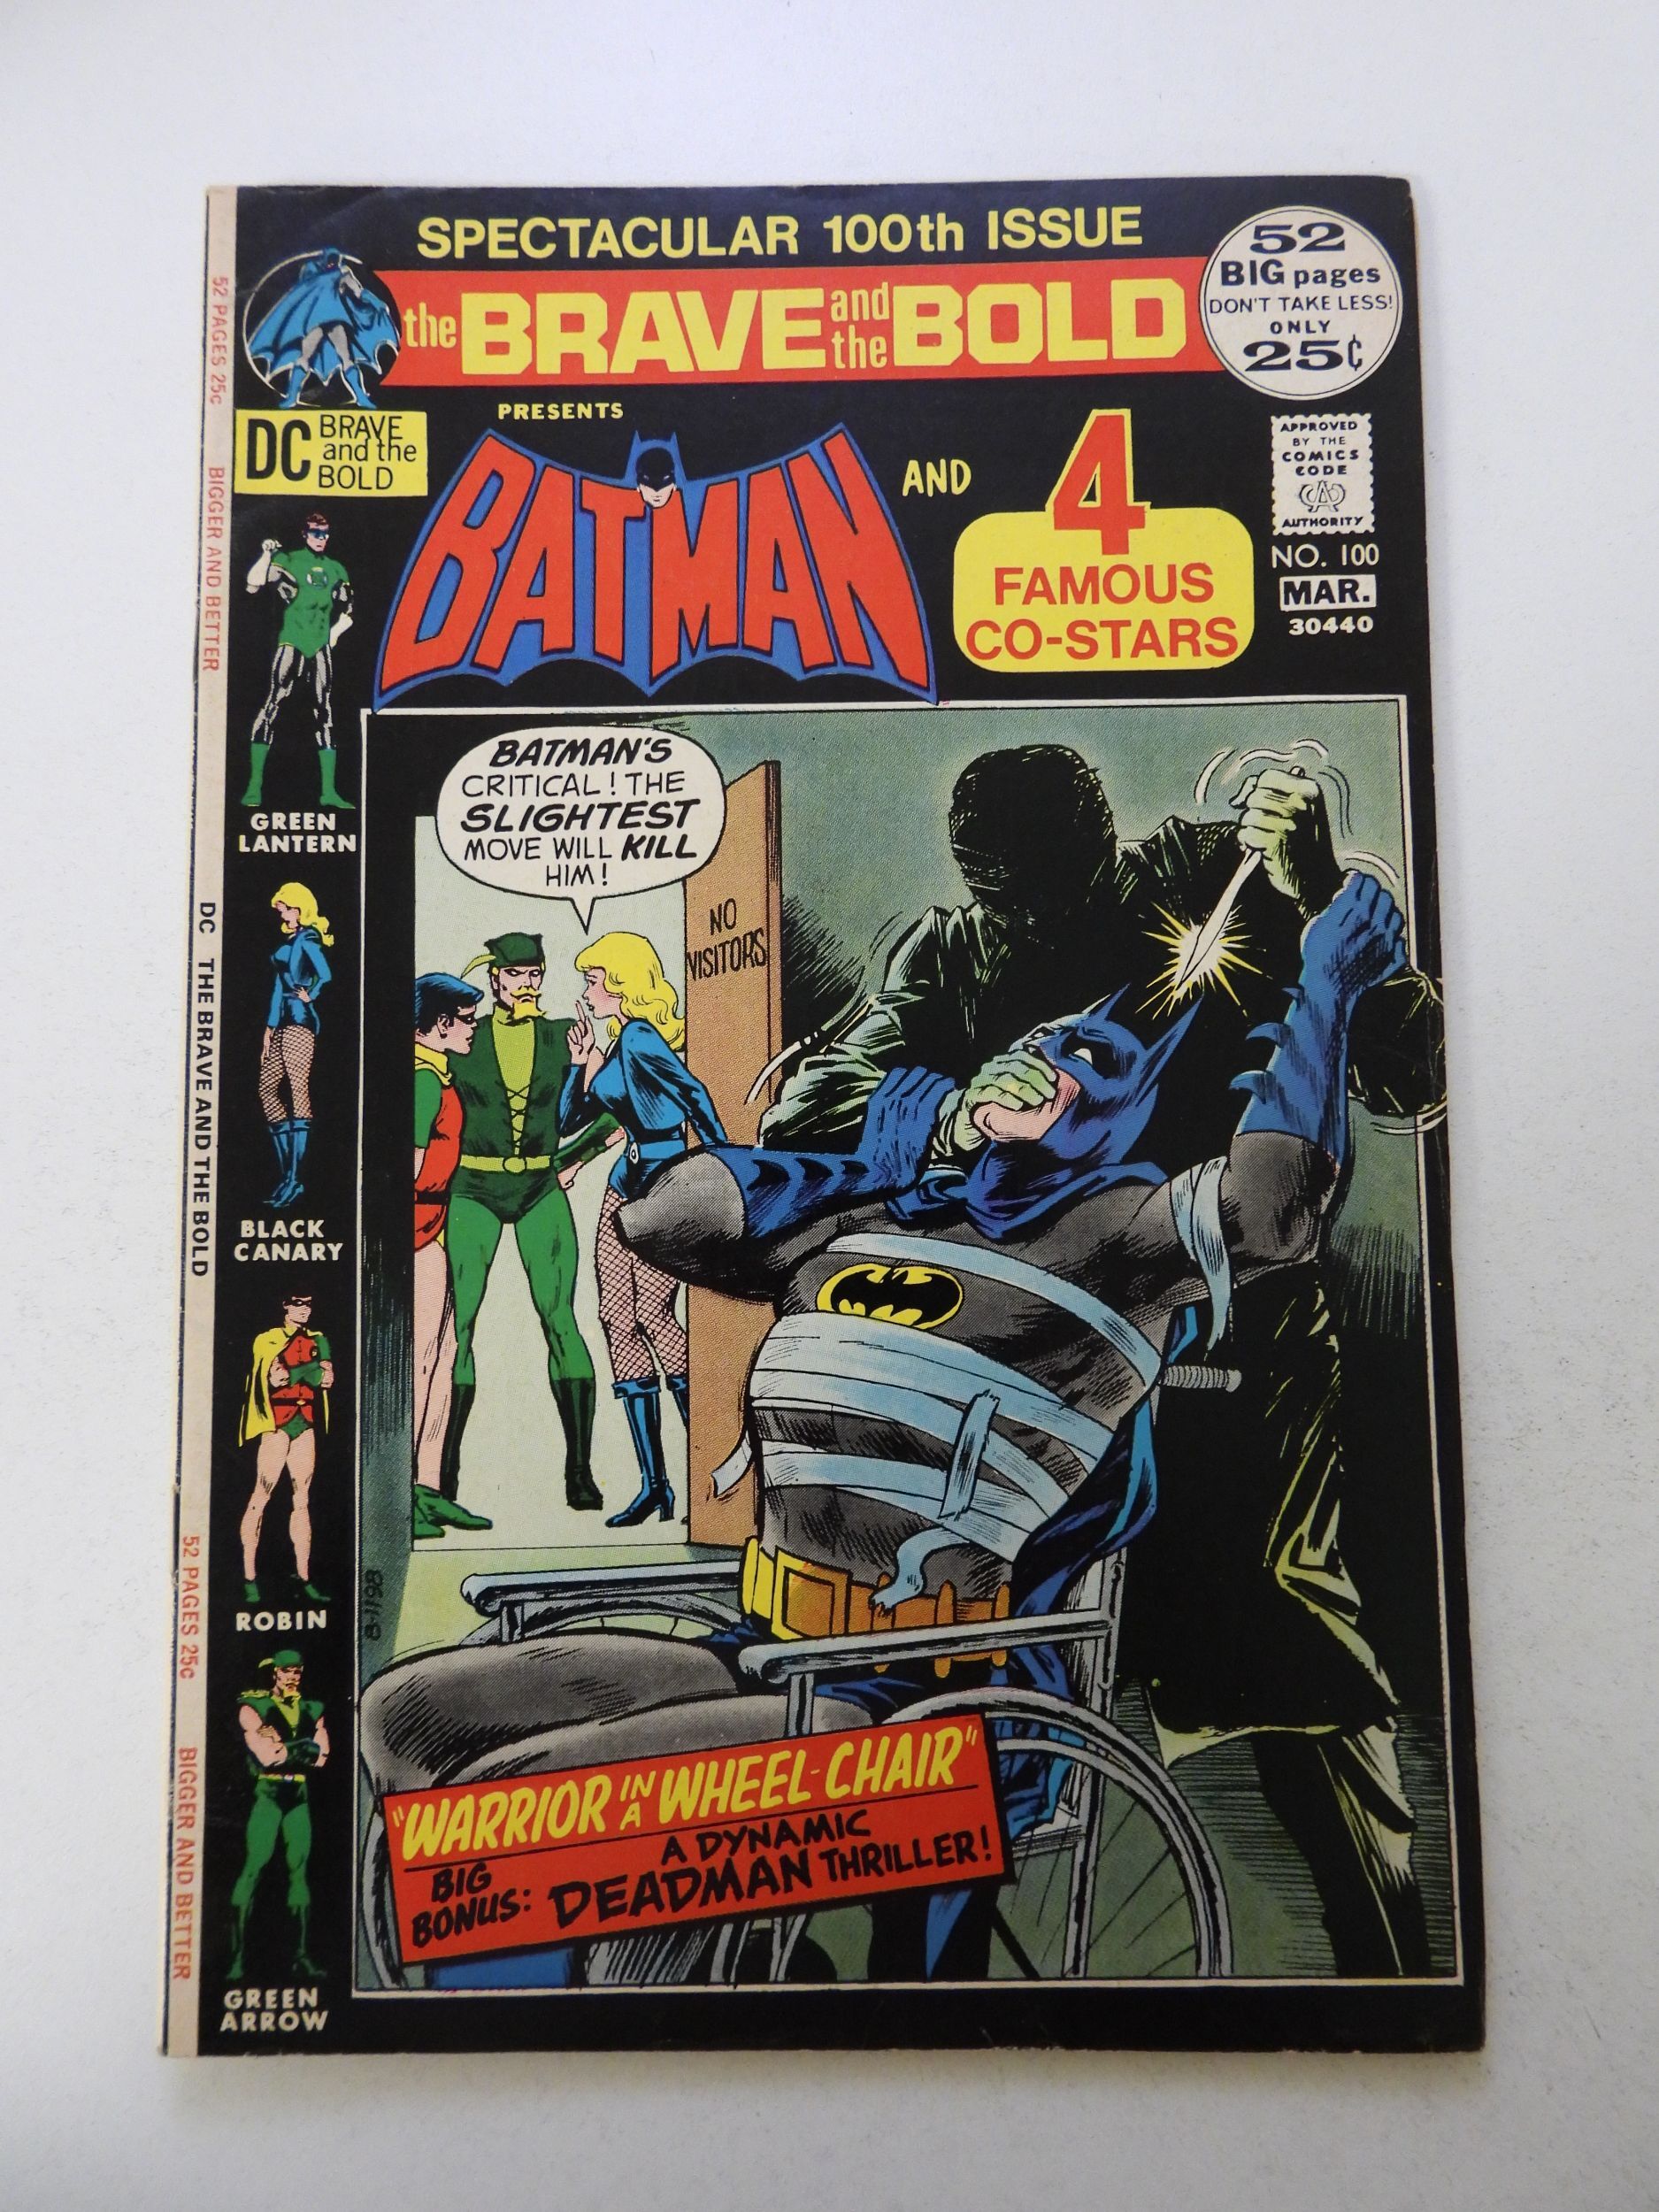 SPECTACULAR 100th ISSUE
the BRAVE and the BOLD
52
BIG pages
DON'T TAKE LESS!
ONLY
25¢
DC BRAVE
and the
BOLD
PRESENTS
BATMAN
AND
4
FAMOUS
CO-STARS
APPROVED
BY THE
COMICS
CODE
AUTHORITY
NO. 100
MAR.
30440
52 PAGES 25c BIGGER AND BETTER
DC THE BRAVE AND THE BOLD
52 PAGES 25c BIGGER AND BETTER
GREEN
LANTERN
BLACK
CANARY
ROBIN
GREEN
ARROW
BATMAN'S
CRITICAL! THE
SLIGHTEST
MOVE WILL KILL
HIM!
NO
VISITORS
B-1198
"WARRIOR IN A WHEEL-CHAIR"
BIG
BONUS:
A DYNAMIC
DEADMAN THRILLER!